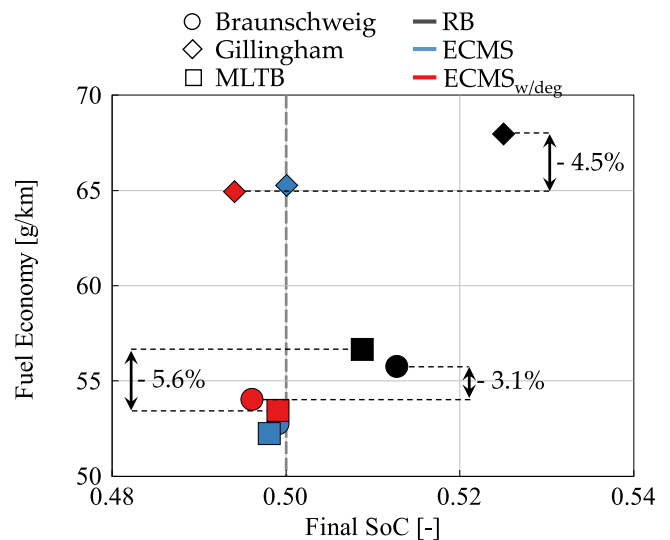 Braunschweig
Gillingham
MLTB
RB
ECMS
ECMS w/deg
Fuel Economy [g/km]
70
65
60
55
50
- 4.5%
- 5.6%
- 3.1%
0.48
0.50
0.52
0.54
Final SoC [-]